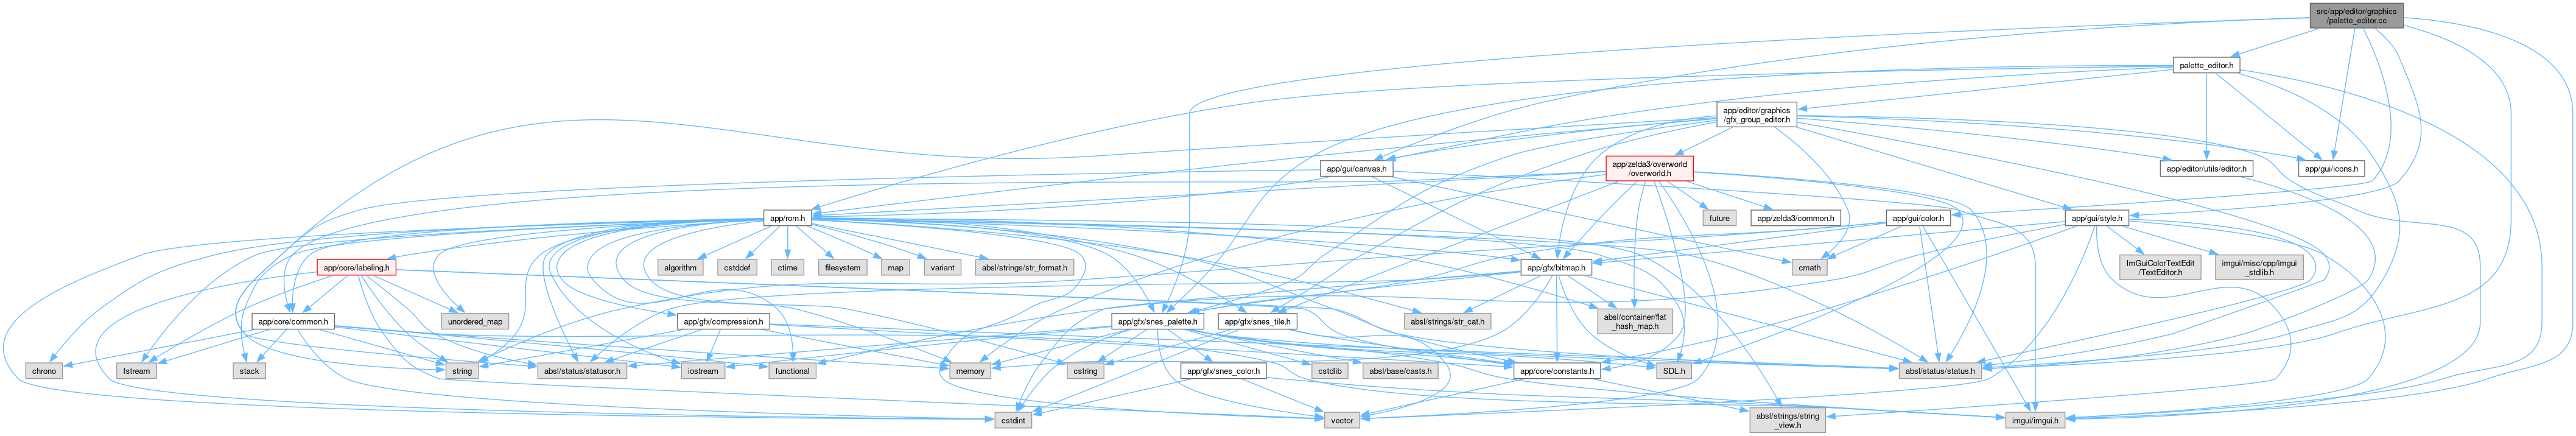 src/app/editor/graphics
/palette_editor.cc
palette_editor.h
app/editor/graphics
/gfx_group_editor.h
app/gui/canvas.h
app/zelda3/overworld
/overworld.h
app/editor/utils/editor.h
app/gui/icons.h
app/rom.h
future
app/zelda3/common.h
app/gui/color.h
app/gui/style.h
app/core/labeling.h
algorithm
cstddef
ctime
filesystem
map
variant
absl/strings/str_format.h
app/gfx/bitmap.h
cmath
ImGuiColorTextEdit
/TextEditor.h
imgui/misc/cpp/imgui
_stdlib.h
app/core/common.h
unordered_map
app/gfx/compression.h
app/gfx/snes_palette.h
app/gfx/snes_tile.h
absl/strings/str_cat.h
absl/container/flat
_hash_map.h
chrono
fstream
stack
string
absl/status/statusor.h
iostream
functional
memory
cstring
app/gfx/snes_color.h
cstdlib
absl/base/casts.h
SDL.h
app/core/constants.h
absl/status/status.h
cstdint
vector
absl/strings/string
_view.h
imgui/imgui.h